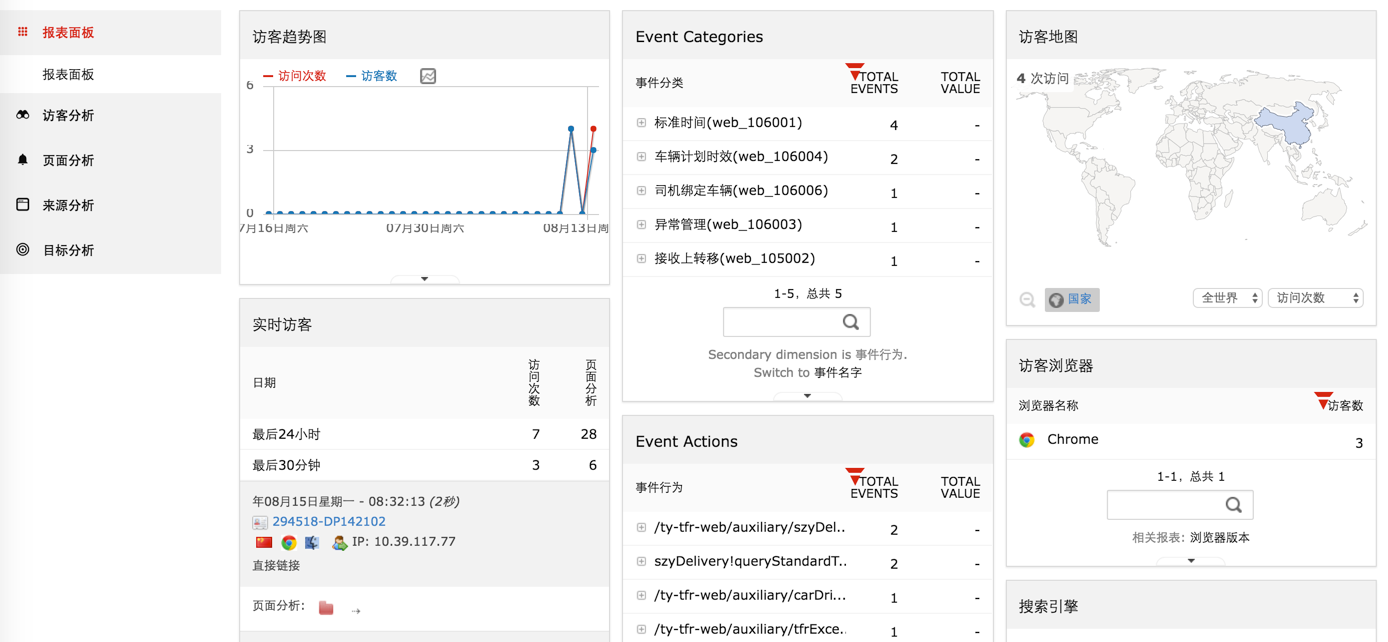 报表面板
报表面板
访客分析
页面分析
来源分析
目标分析
访客趋势图
访问次数 访客数
6
3
0
7月16日周六 07月30日周六 08月13日周
实时访客
日期 访问次数 页面分析
最后24小时 7 28
最后30分钟 3 6
年08月15日星期一 - 08:32:13 (2秒)
294518-DP142102
IP: 10.39.117.77
直接链接
页面分析:
Event Categories
事件分类 TOTAL EVENTS TOTAL VALUE
标准时间(web_106001) 4 -
车辆计划时效(web_106004) 2 -
司机绑定车辆(web_106006) 1 -
异常管理(web_106003) 1 -
接收上转移(web_105002) 1 -
1-5，总共 5
Secondary dimension is 事件行为.
Switch to 事件名字
Event Actions
事件行为 TOTAL EVENTS TOTAL VALUE
/ty-tfr-web/auxiliary/szyDel.. 2 -
szyDelivery!queryStandardT... 2 -
/ty-tfr-web/auxiliary/carDri... 1 -
/ty-tfr-web/auxiliary/tfrExce.. 1 -
访客地图
4 次访问
国家 全世界 访问次数
访客浏览器
浏览器名称 访客数
Chrome 3
1-1，总共 1
相关报表: 浏览器版本
搜索引擎